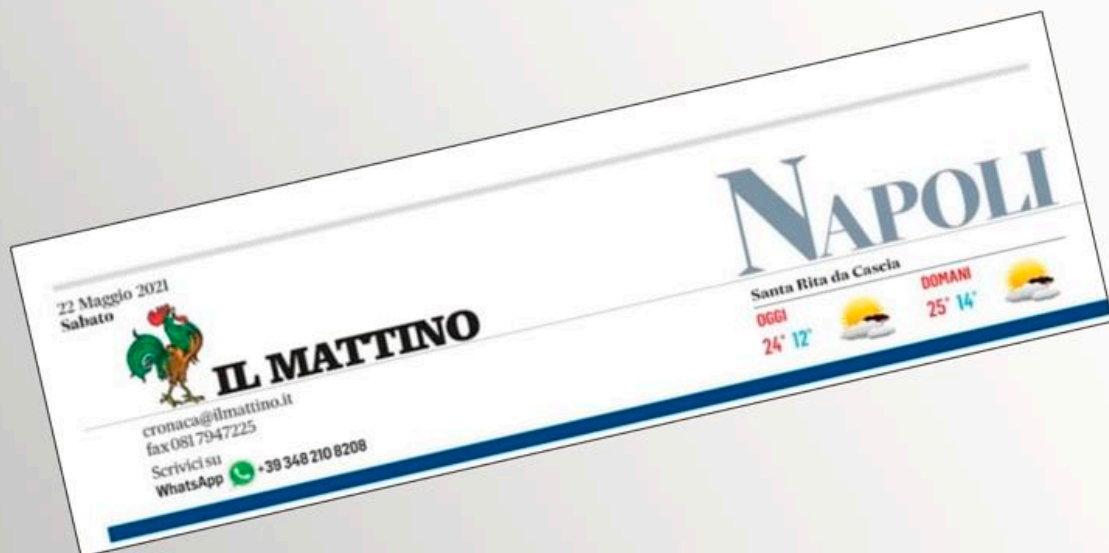 22 Maggio 2021
Sabato
IL MATTINO
cronaca@ilmattino.it
fax 081 7947225
Scrivici su
WhatsApp +39 348 210 8208
NAPOLI
Santa Rita da Cascia
OGGI
24° 12°
DOMANI
25° 14°